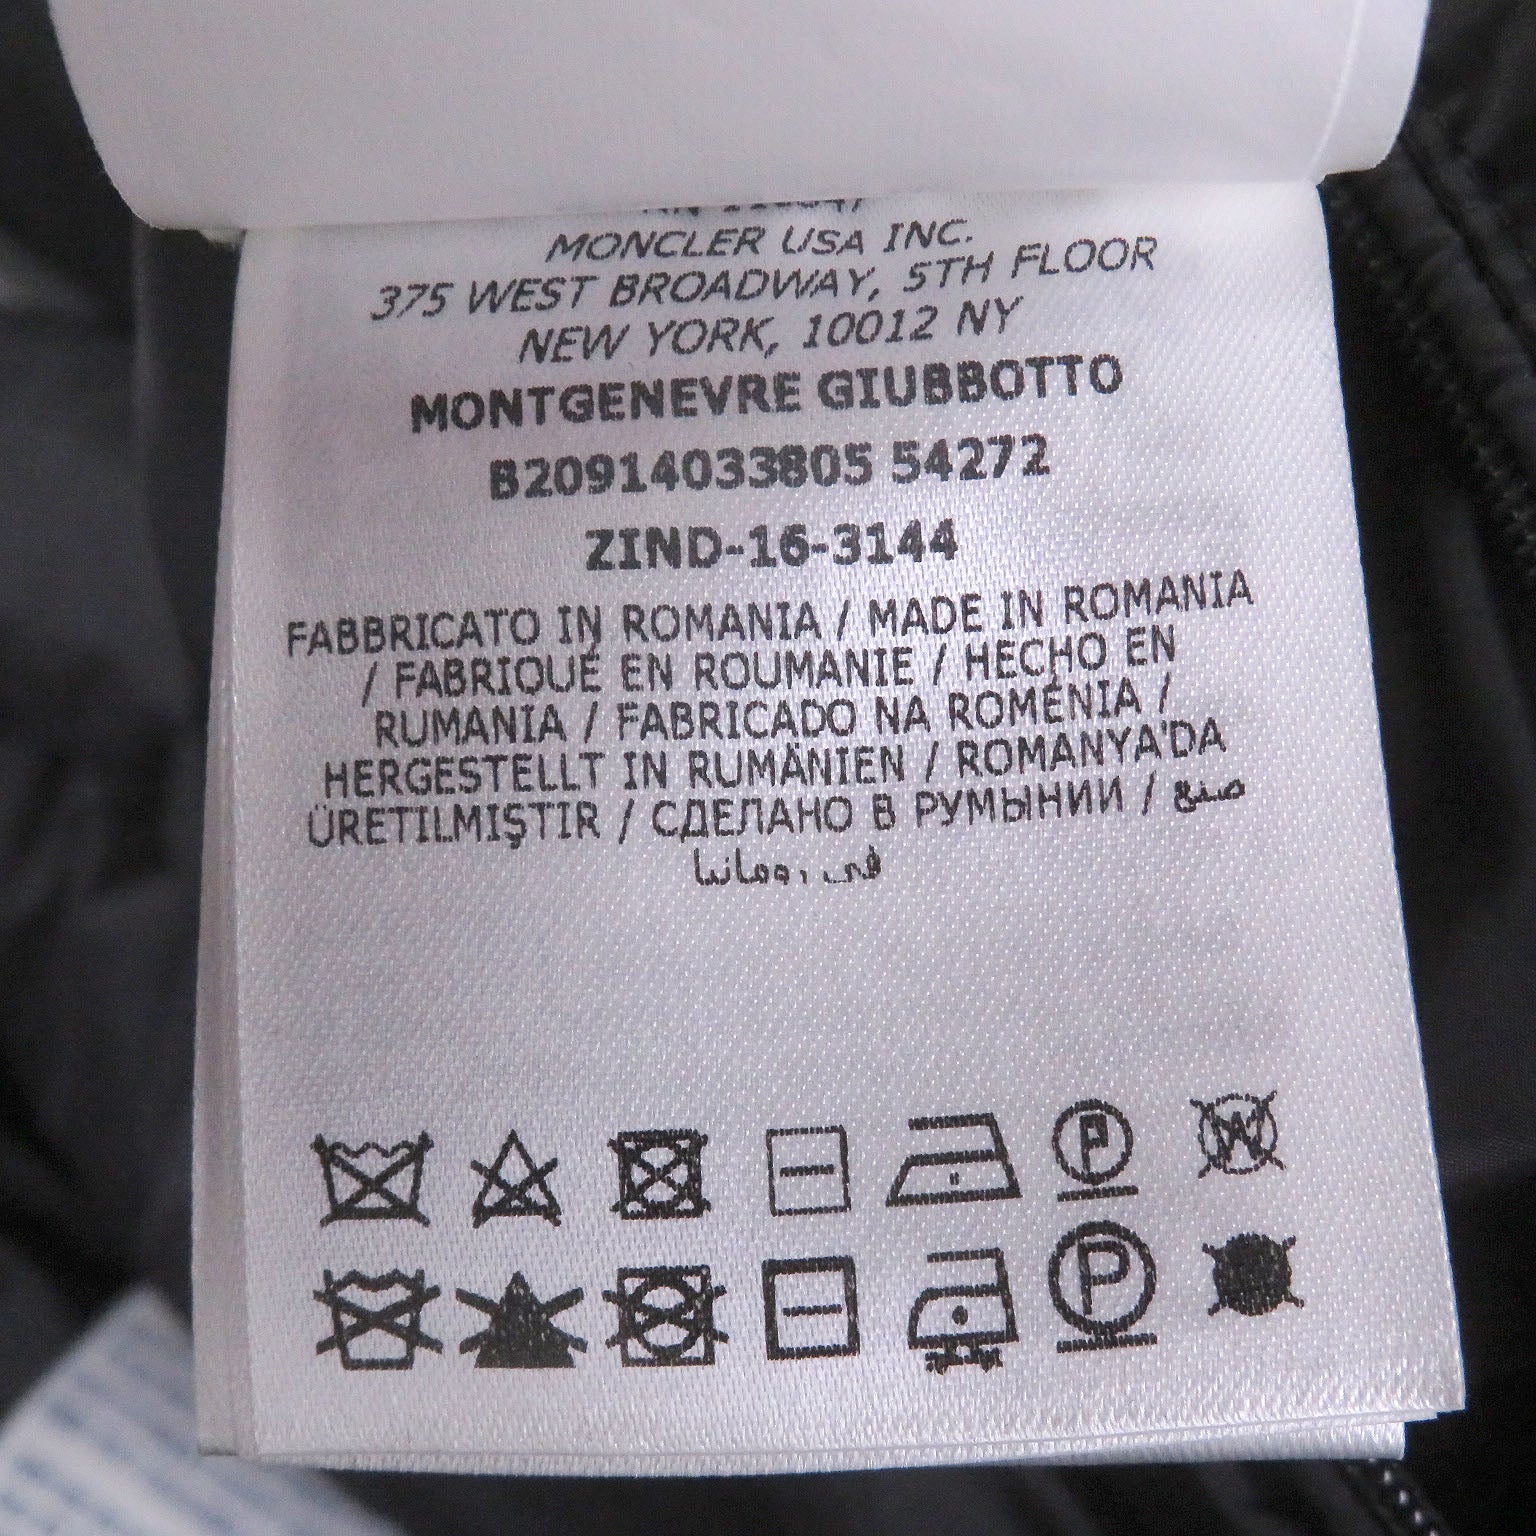 MONCLER USA INC.
375 WEST BROADWAY, 5TH FLOOR
NEW YORK, 10012 NY
MONTGENEVRE GIUBBOTTO
B20914033805 54272
ZIND-16-3144
FABBRICATO IN ROMANIA / MADE IN ROMANIA
/ FABRIQUÉ EN ROUMANIE / HECHO EN
RUMANIA / FABRICADO NA ROMÉNIA /
HERGESTELLT IN RUMÄNIEN / ROMANYA'DA
ÜRETILMIŞTIR / СДЕЛАНО В РУМЫНИИ / صنع
في رومانيا
P W
P